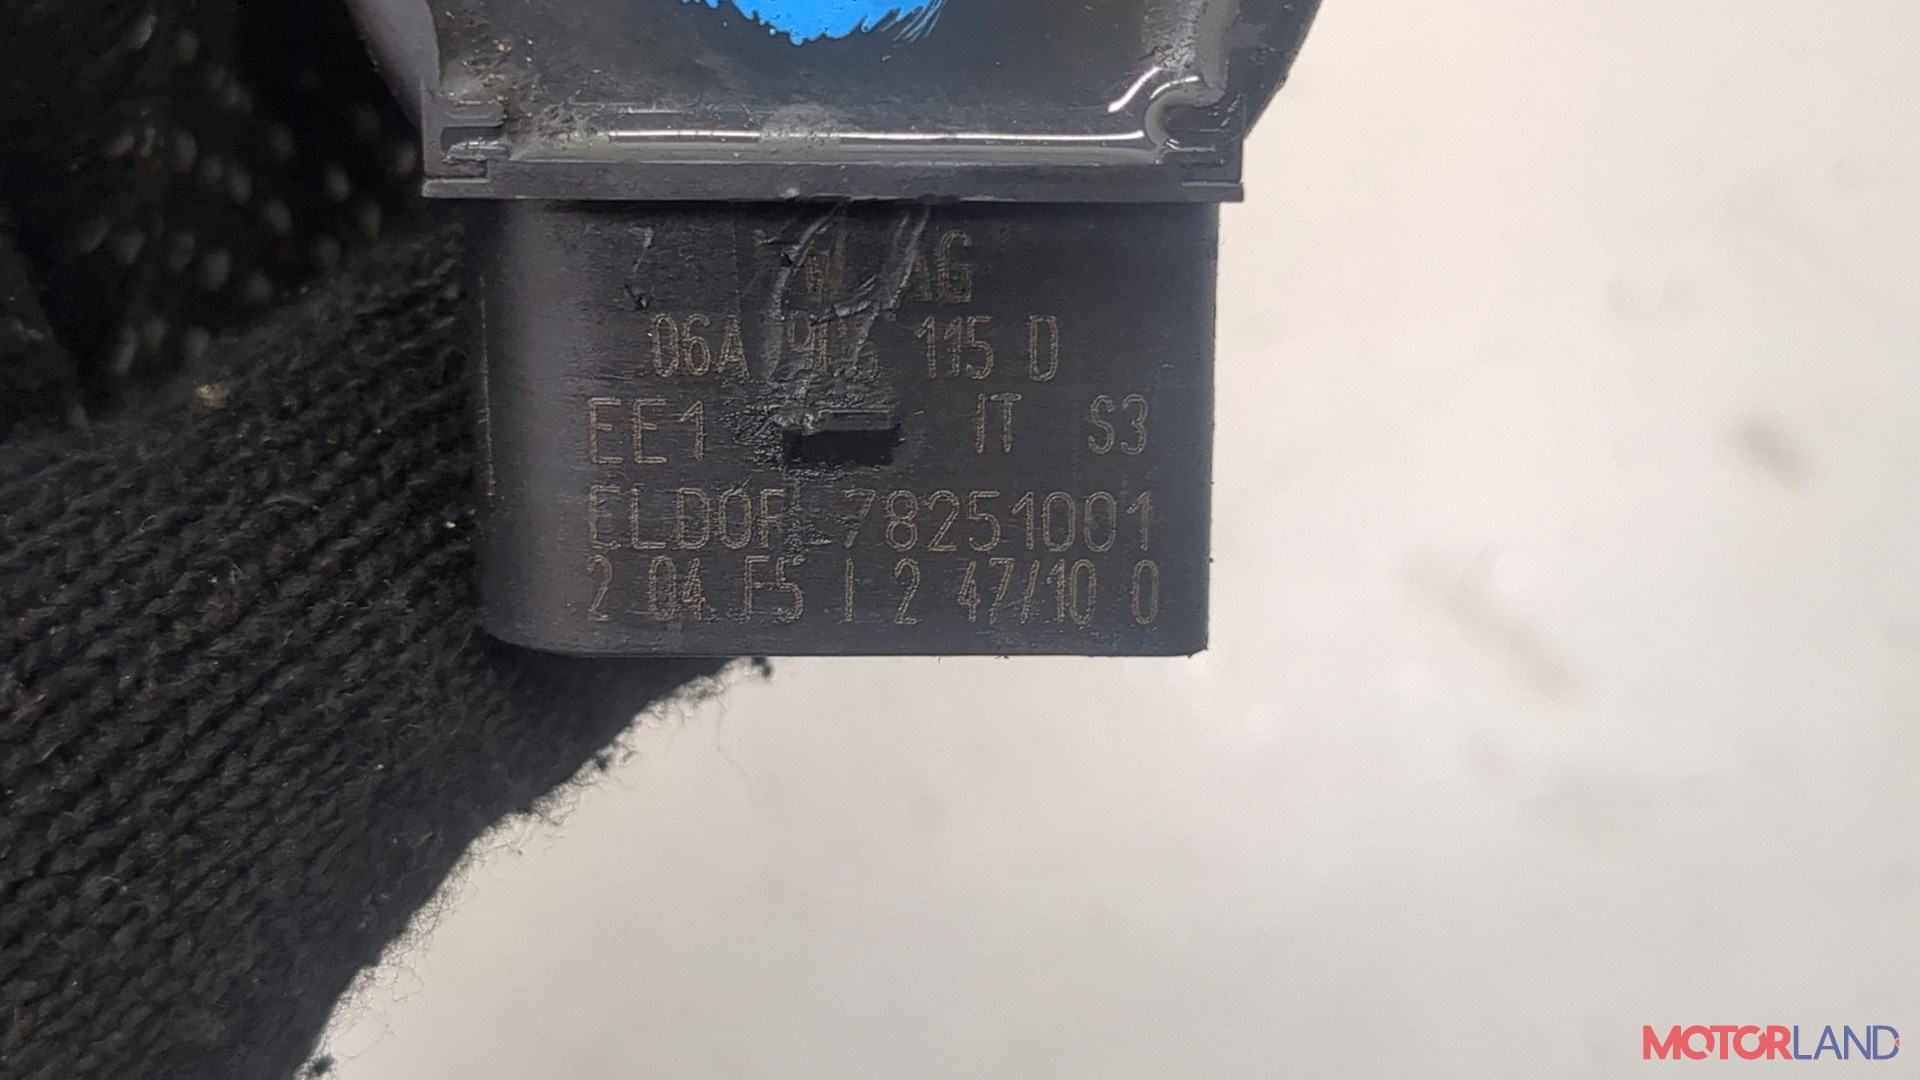 AG
06A 115 D
EE1 IT S3
ELDOR 78251001
2 04 F5 I 2 47/10 0
MOTORLAND